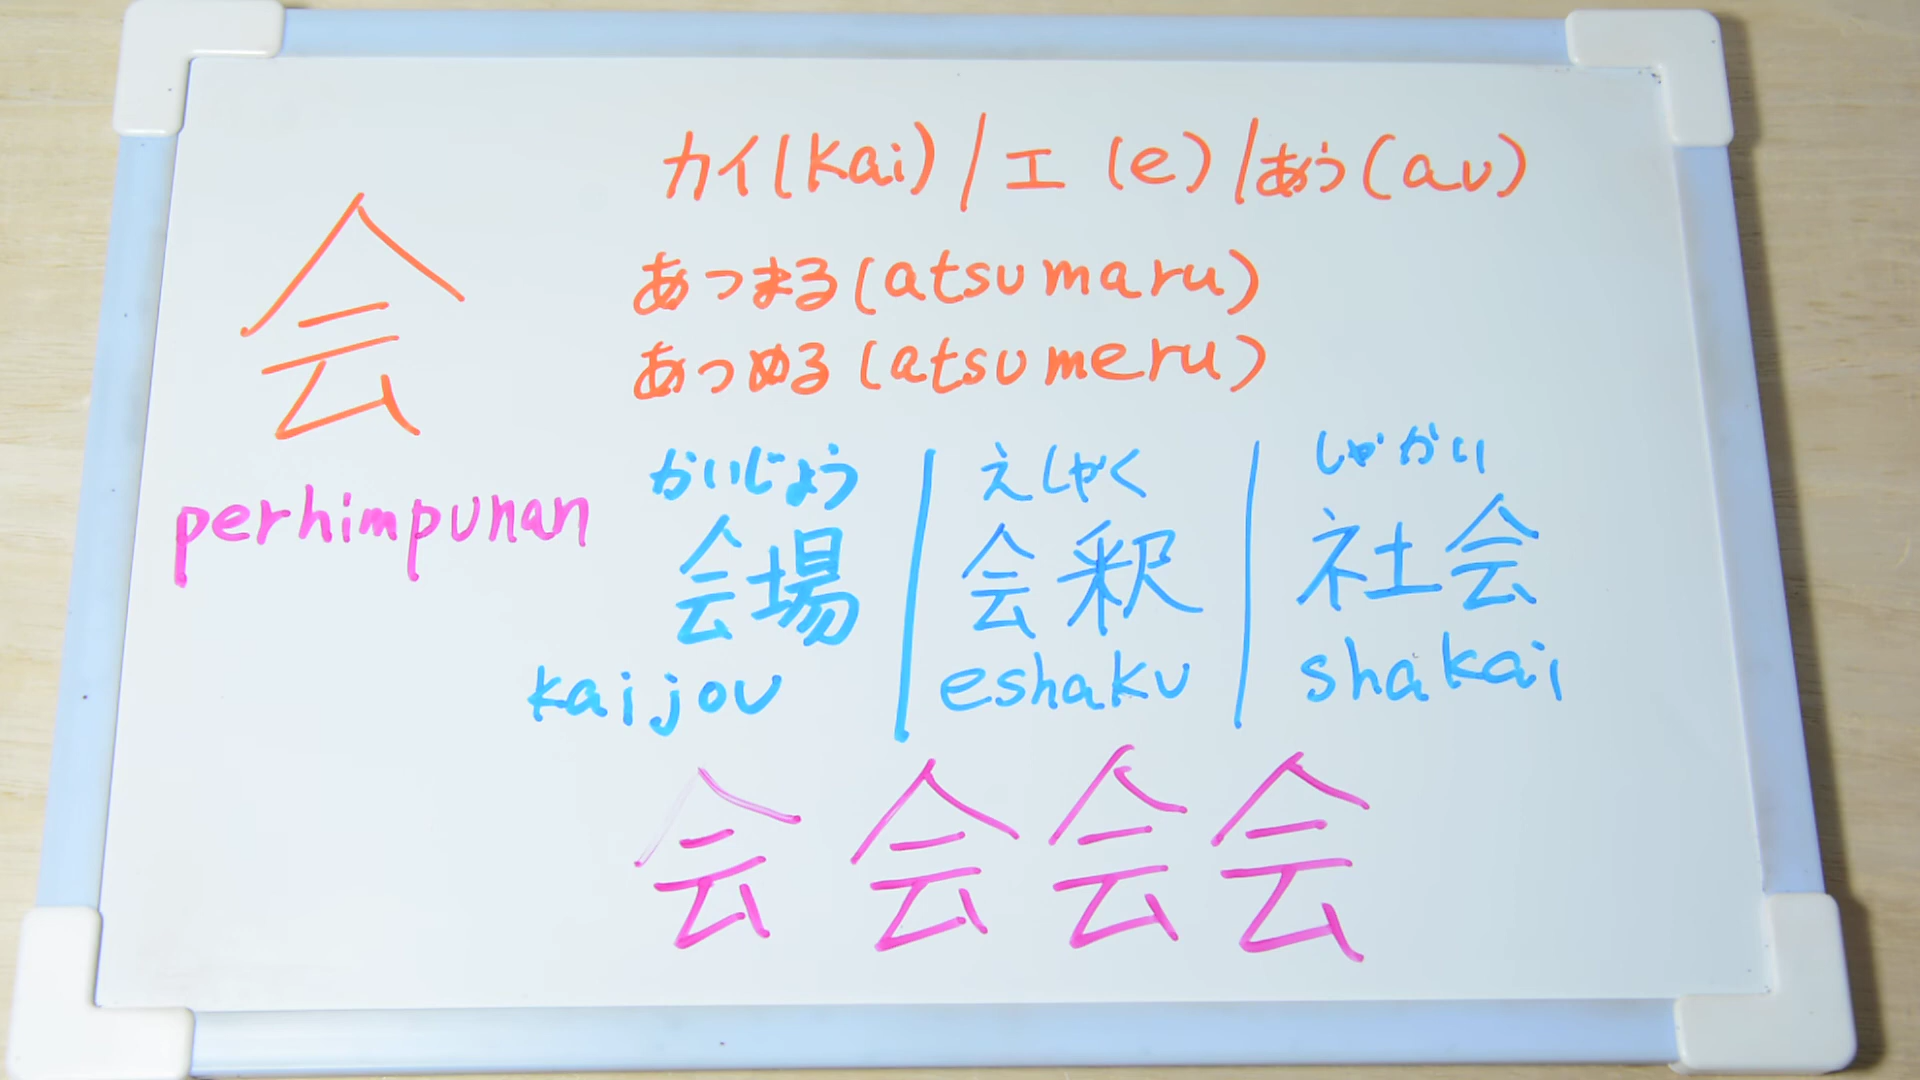 会
perhimpunan
カイ(kai)/エ(e)/あう(au)
あつまる(atsumaru)
あつめる(atsumeru)
かいじょう|えしゃく|しゃかい
会場|会釈|社会
kaijou|eshaku|shakai
会会会会